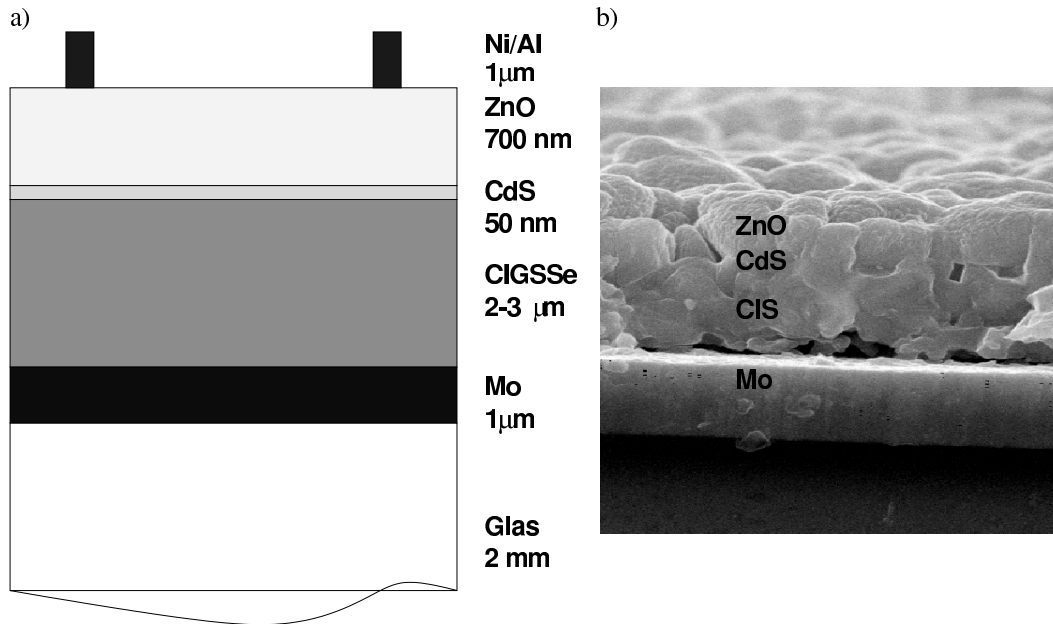 a)
Ni/Al
1μm
ZnO
700 nm
CdS
50 nm
CIGSSe
2-3 μm
Mo
1μm
Glas
2 mm
b)
ZnO
CdS
CIS
Mo